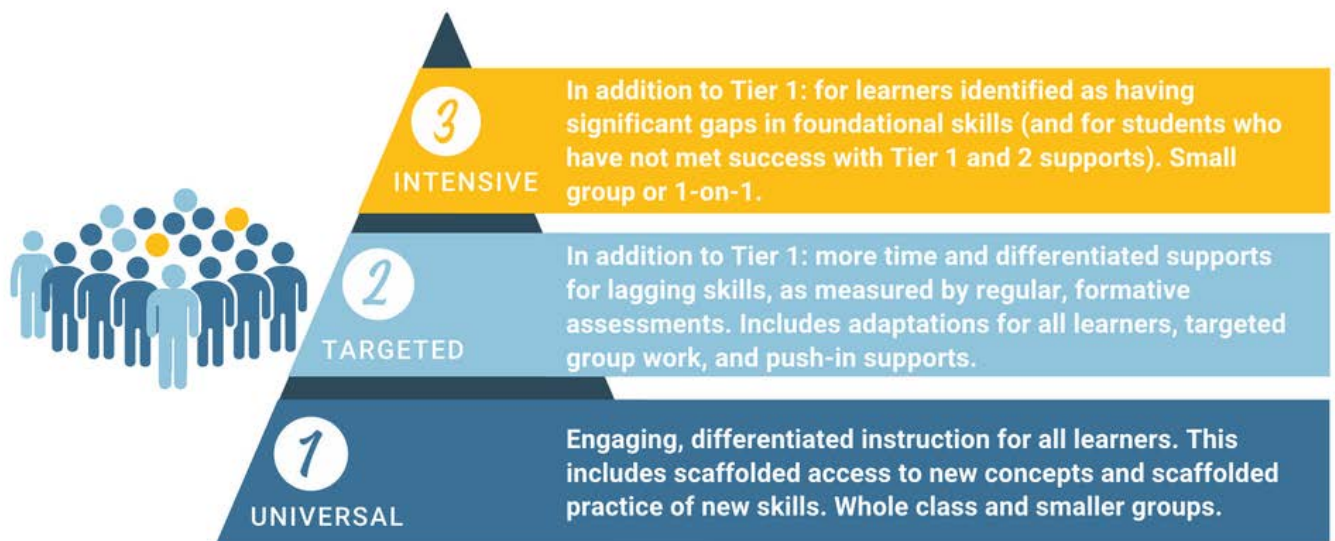 3
INTENSIVE
In addition to Tier 1: for learners identified as having
significant gaps in foundational skills (and for students who
have not met success with Tier 1 and 2 supports). Small
group or 1-on-1.
2
TARGETED
In addition to Tier 1: more time and differentiated supports
for lagging skills, as measured by regular, formative
assessments. Includes adaptations for all learners, targeted
group work, and push-in supports.
1
UNIVERSAL
Engaging, differentiated instruction for all learners. This
includes scaffolded access to new concepts and scaffolded
practice of new skills. Whole class and smaller groups.